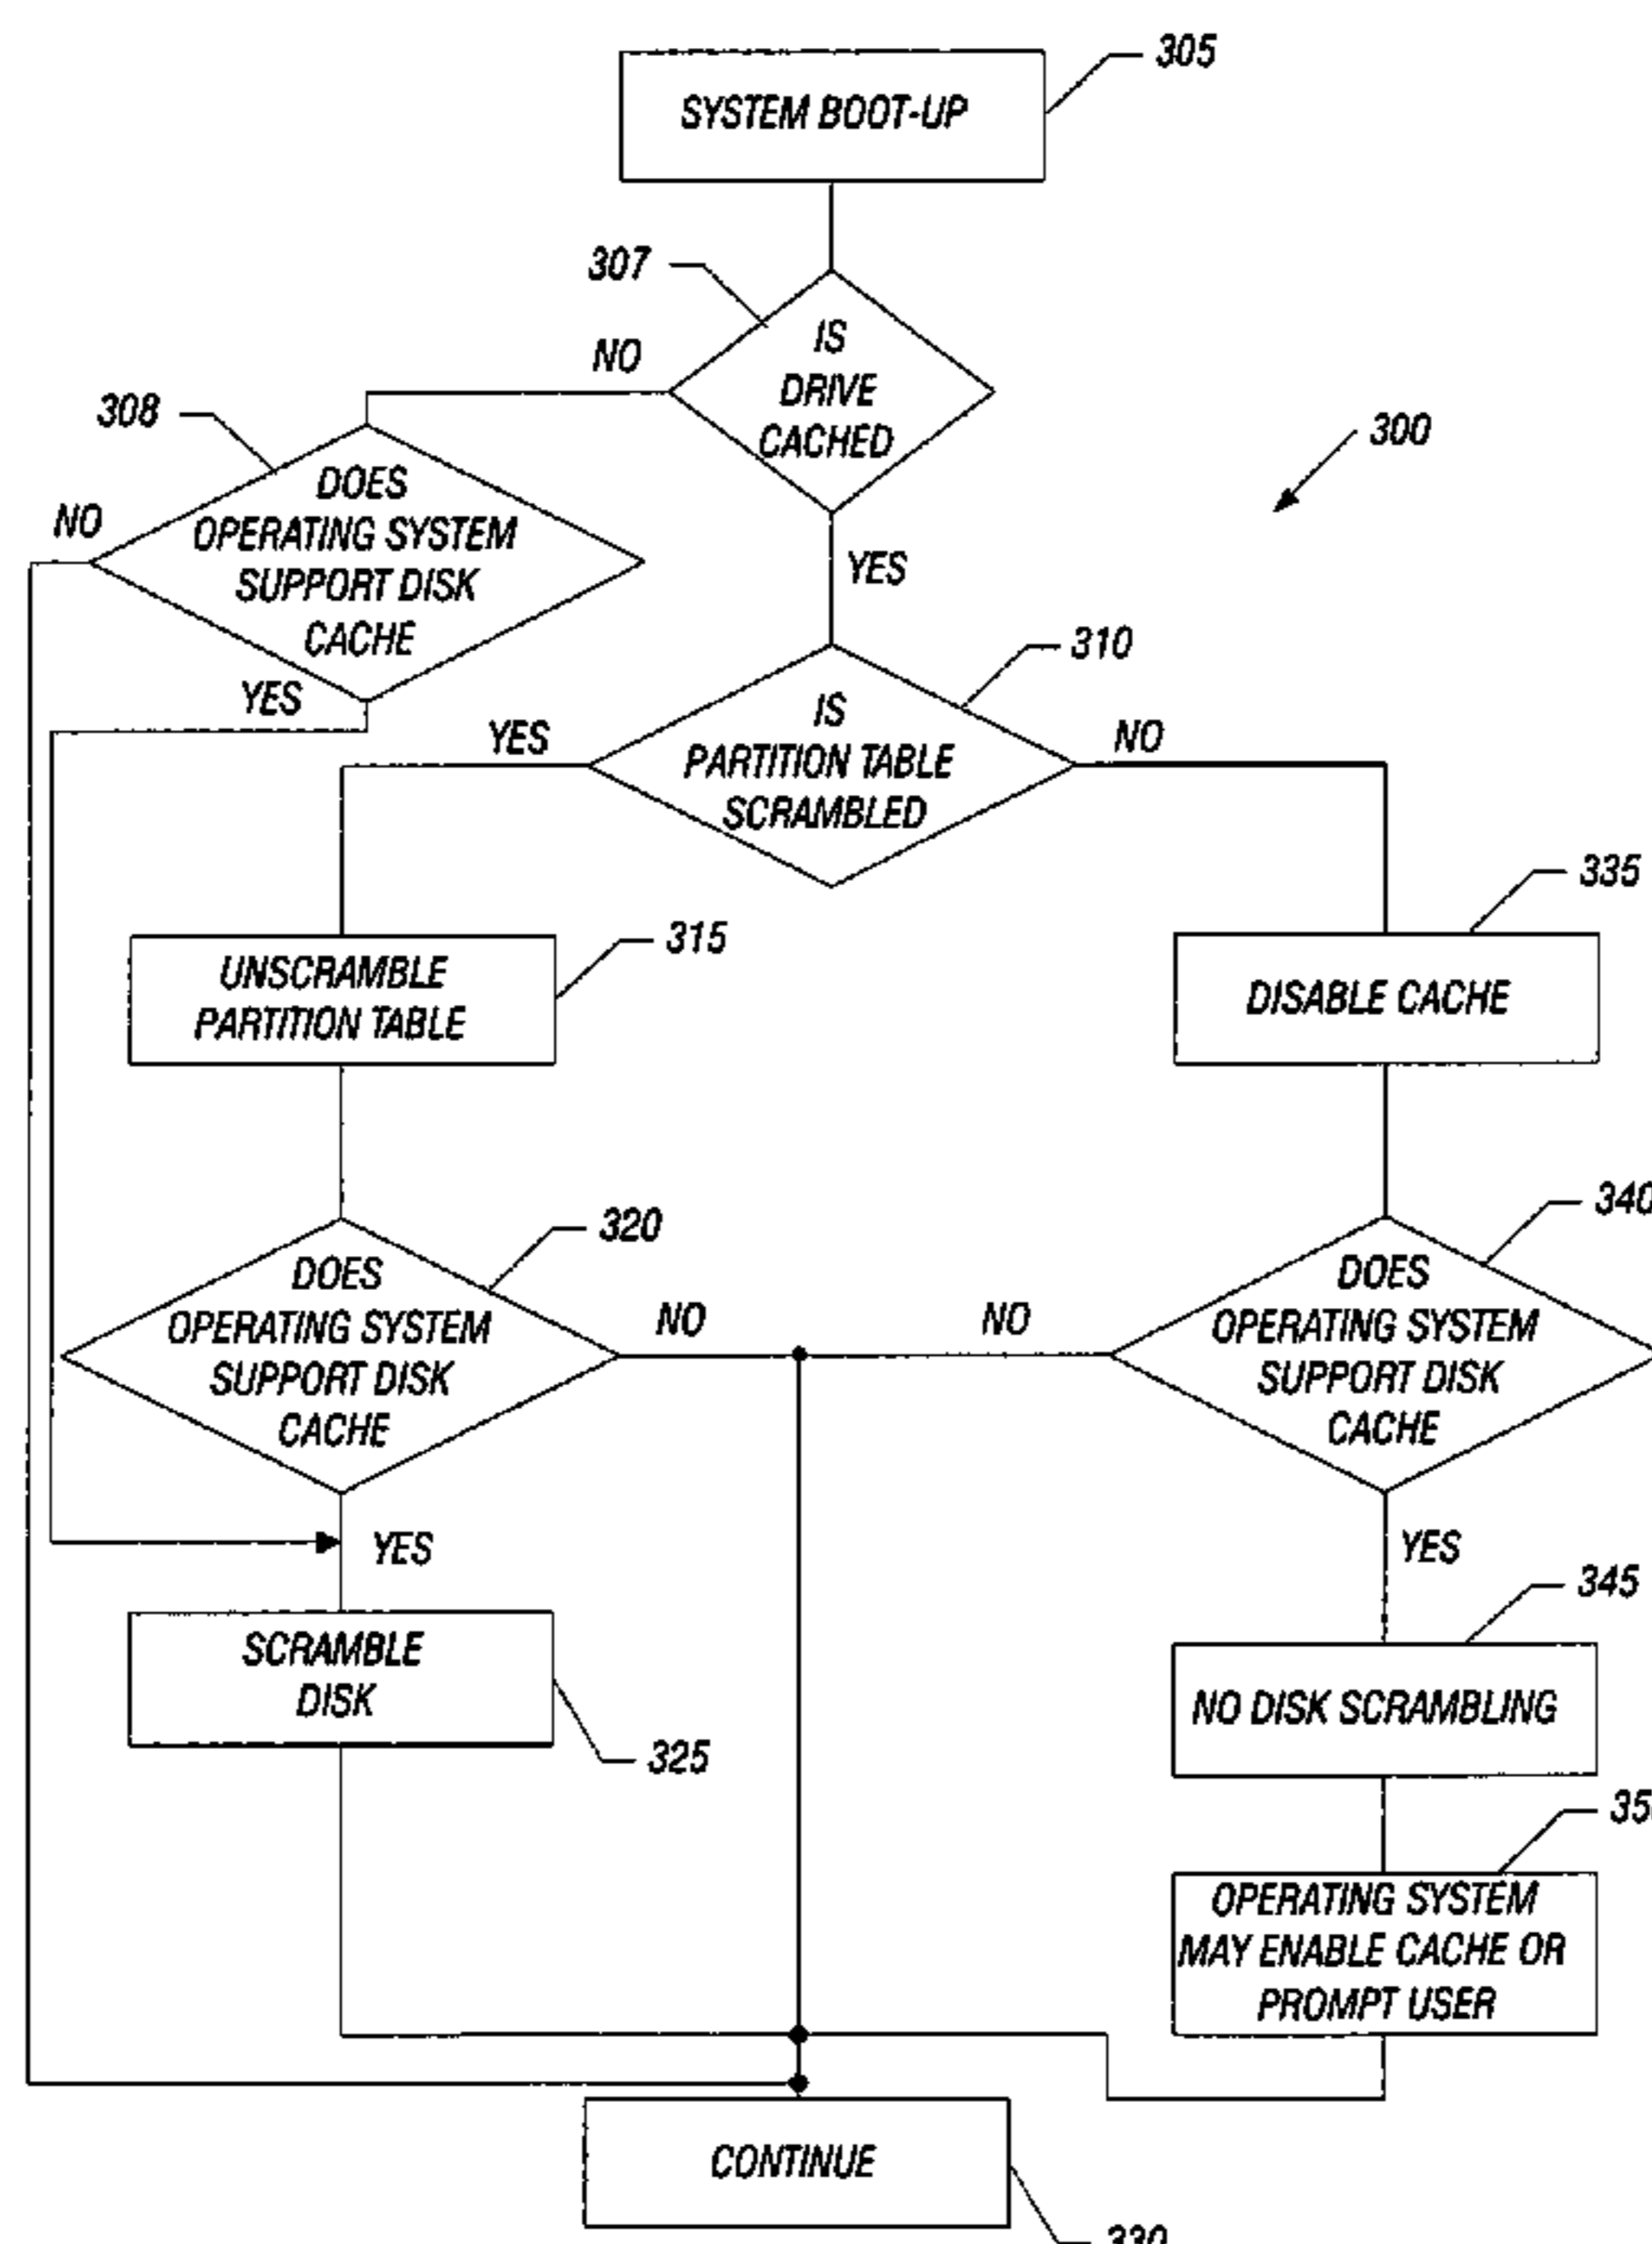 305
SYSTEM BOOT-UP
307
IS
DRIVE
CACHED
NO
308
300
DOES
OPERATING SYSTEM
SUPPORT DISK
CACHE
NO
YES
YES
310
IS
PARTITION TABLE
SCRAMBLED
YES
NO
335
315
UNSCRAMBLE
PARTITION TABLE
DISABLE CACHE
320
340
DOES
OPERATING SYSTEM
SUPPORT DISK
CACHE
NO
NO
DOES
OPERATING SYSTEM
SUPPORT DISK
CACHE
YES
YES
345
SCRAMBLE
DISK
325
NO DISK SCRAMBLING
35
OPERATING SYSTEM
MAY ENABLE CACHE OR
PROMPT USER
CONTINUE
330